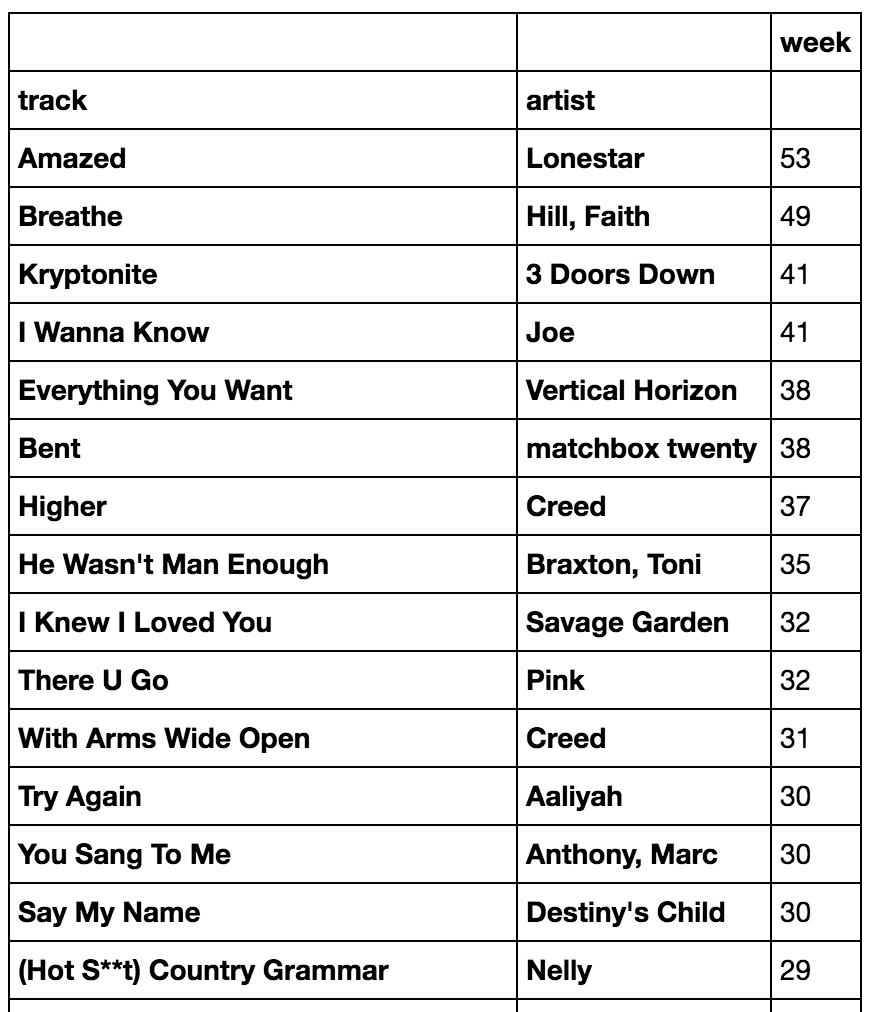 week
track artist
Amazed Lonestar 53
Breathe Hill, Faith 49
Kryptonite 3 Doors Down 41
I Wanna Know Joe 41
Everything You Want Vertical Horizon 38
Bent matchbox twenty 38
Higher Creed 37
He Wasn't Man Enough Braxton, Toni 35
I Knew I Loved You Savage Garden 32
There U Go Pink 32
With Arms Wide Open Creed 31
Try Again Aaliyah 30
You Sang To Me Anthony, Marc 30
Say My Name Destiny's Child 30
(Hot S**t) Country Grammar Nelly 29